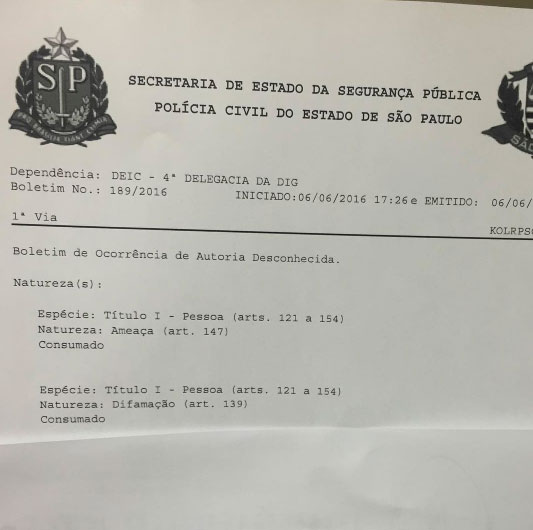 SP
SECRETARIA DE ESTADO DA SEGURANÇA PÚBLICA
POLÍCIA CIVIL DO ESTADO DE SÃO PAULO
Dependência: DEIC - 4ª DELEGACIA DA DIG
Boletim No.: 189/2016 INICIADO:06/06/2016 17:26 e EMITIDO: 06/06/
1ª Via
Boletim de Ocorrência de Autoria Desconhecida.
Natureza(s):
Espécie: Título I - Pessoa (arts. 121 a 154)
Natureza: Ameaça (art. 147)
Consumado
Espécie: Título I - Pessoa (arts. 121 a 154)
Natureza: Difamação (art. 139)
Consumado